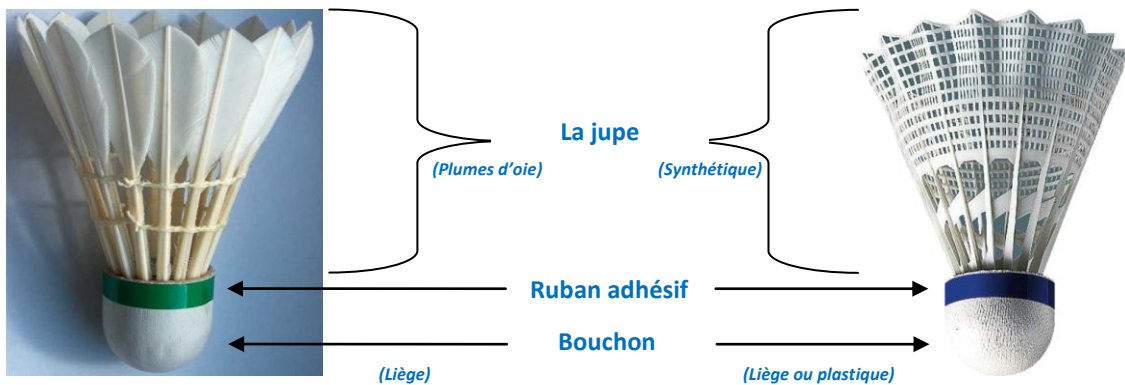 La jupe
(Plumes d'oie) (Synthétique)
Ruban adhésif
Bouchon
(Liège) (Liège ou plastique)